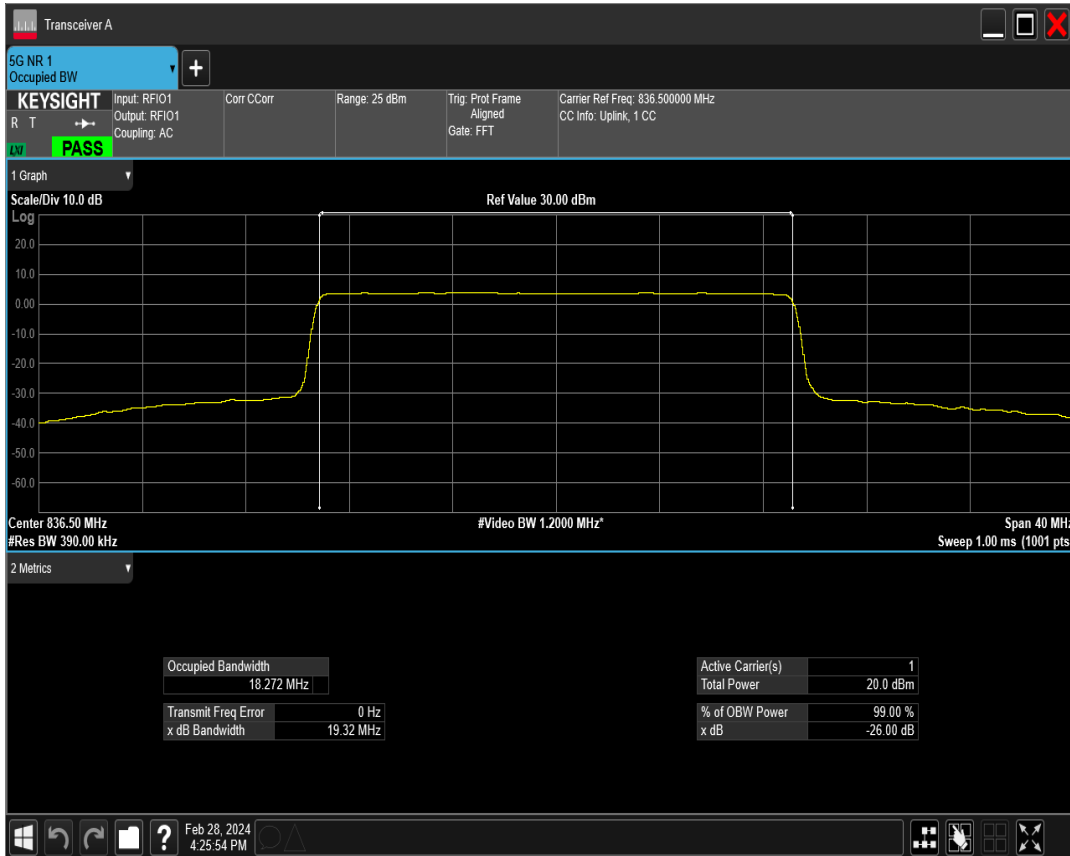 Transceiver A
5G NR 1
Occupied BW
KEYSIGHT
R T
LXI
PASS
Input: RFIO1
Output: RFIO1
Coupling: AC
Corr CCorr
Range: 25 dBm
Trig: Prot Frame
Aligned
Gate: FFT
Carrier Ref Freq: 836.500000 MHz
CC Info: Uplink, 1 CC
1 Graph
Scale/Div 10.0 dB
Ref Value 30.00 dBm
Log
20.0
10.0
0.00
-10.0
-20.0
-30.0
-40.0
-50.0
-60.0
Center 836.50 MHz
#Video BW 1.2000 MHz*
Span 40 MHz
#Res BW 390.00 kHz
Sweep 1.00 ms (1001 pts
2 Metrics
Occupied Bandwidth
18.272 MHz
Transmit Freq Error 0 Hz
x dB Bandwidth 19.32 MHz
Active Carrier(s) 1
Total Power 20.0 dBm
% of OBW Power 99.00 %
x dB -26.00 dB
?
Feb 28, 2024
4:25:54 PM